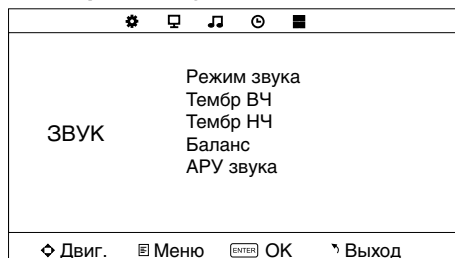 Режим звука
Тембр ВЧ
Тембр НЧ
ЗВУК
Баланс
АРУ звука
Двиг. Меню ENTER OK Выход